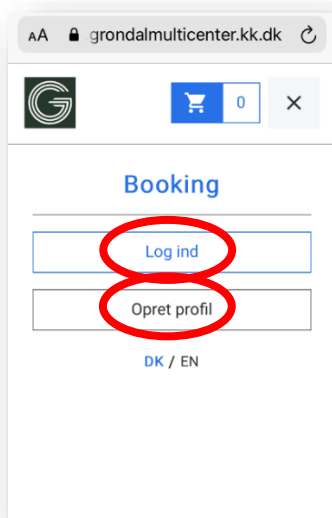 AA grondalmulticenter.kk.dk
G 0
Booking
Log ind
Opret profil
DK / EN